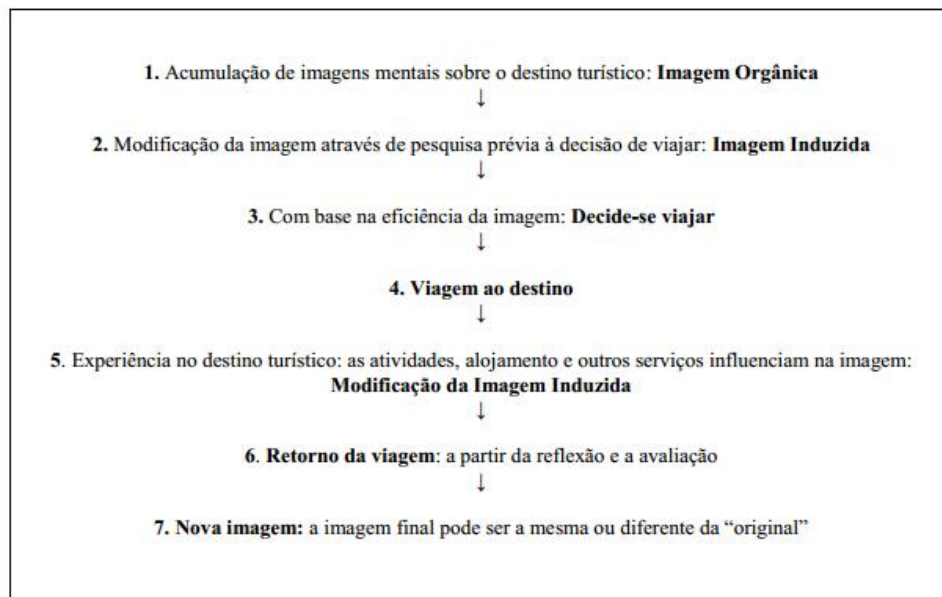 1. Acumulação de imagens mentais sobre o destino turístico: Imagem Orgânica
↓
2. Modificação da imagem através de pesquisa prévia à decisão de viajar: Imagem Induzida
↓
3. Com base na eficiência da imagem: Decide-se viajar
↓
4. Viagem ao destino
↓
5. Experiência no destino turístico: as atividades, alojamento e outros serviços influenciam na imagem:
Modificação da Imagem Induzida
↓
6. Retorno da viagem: a partir da reflexão e a avaliação
↓
7. Nova imagem: a imagem final pode ser a mesma ou diferente da “original”